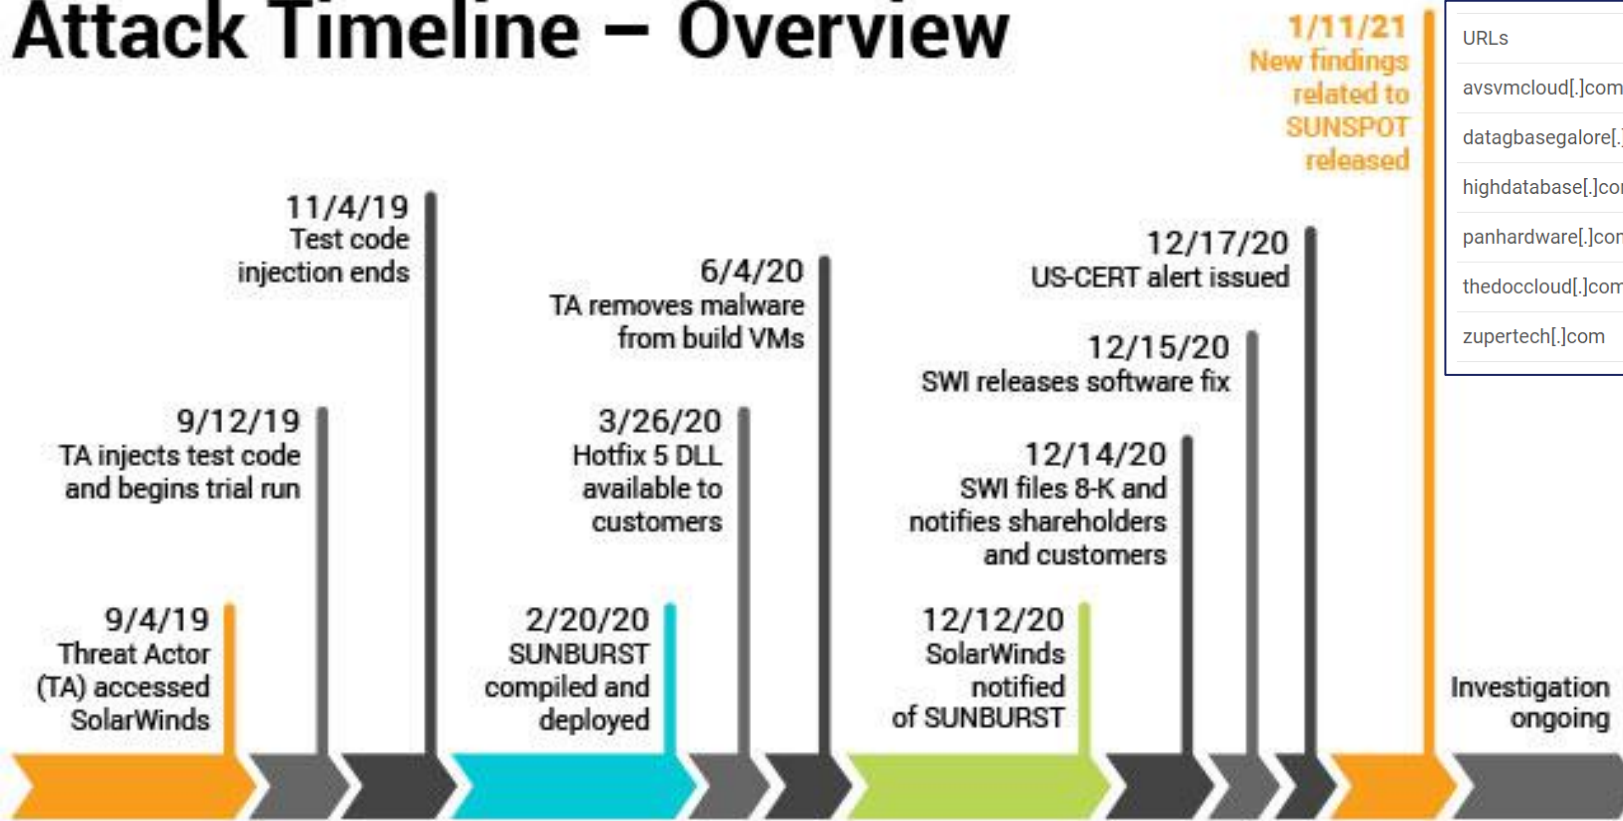 Attack Timeline – Overview
9/4/19
Threat Actor
(TA) accessed
SolarWinds
9/12/19
TA injects test code
and begins trial run
11/4/19
Test code
injection ends
2/20/20
SUNBURST
compiled and
deployed
3/26/20
Hotfix 5 DLL
available to
customers
6/4/20
TA removes malware
from build VMs
12/12/20
SolarWinds
notified
of SUNBURST
12/14/20
SWI files 8-K and
notifies shareholders
and customers
12/15/20
SWI releases software fix
12/17/20
US-CERT alert issued
1/11/21
New findings
related to
SUNSPOT
released
Investigation
ongoing
URLs
avsvmcloud[.]com
datagbasegalore[.]
highdatabase[.]com
panhardware[.]com
thedoccloud[.]com
zupertech[.]com